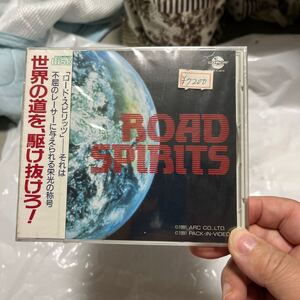 世界の道を、駆け抜けろ!
「ロード・スピリッツ」——それは
不屈のレーサーに与えられる栄光の称号
ROAD
SPIRITS
©1991 ARC CO., LTD.
©1991 PACK-IN-VIDEO